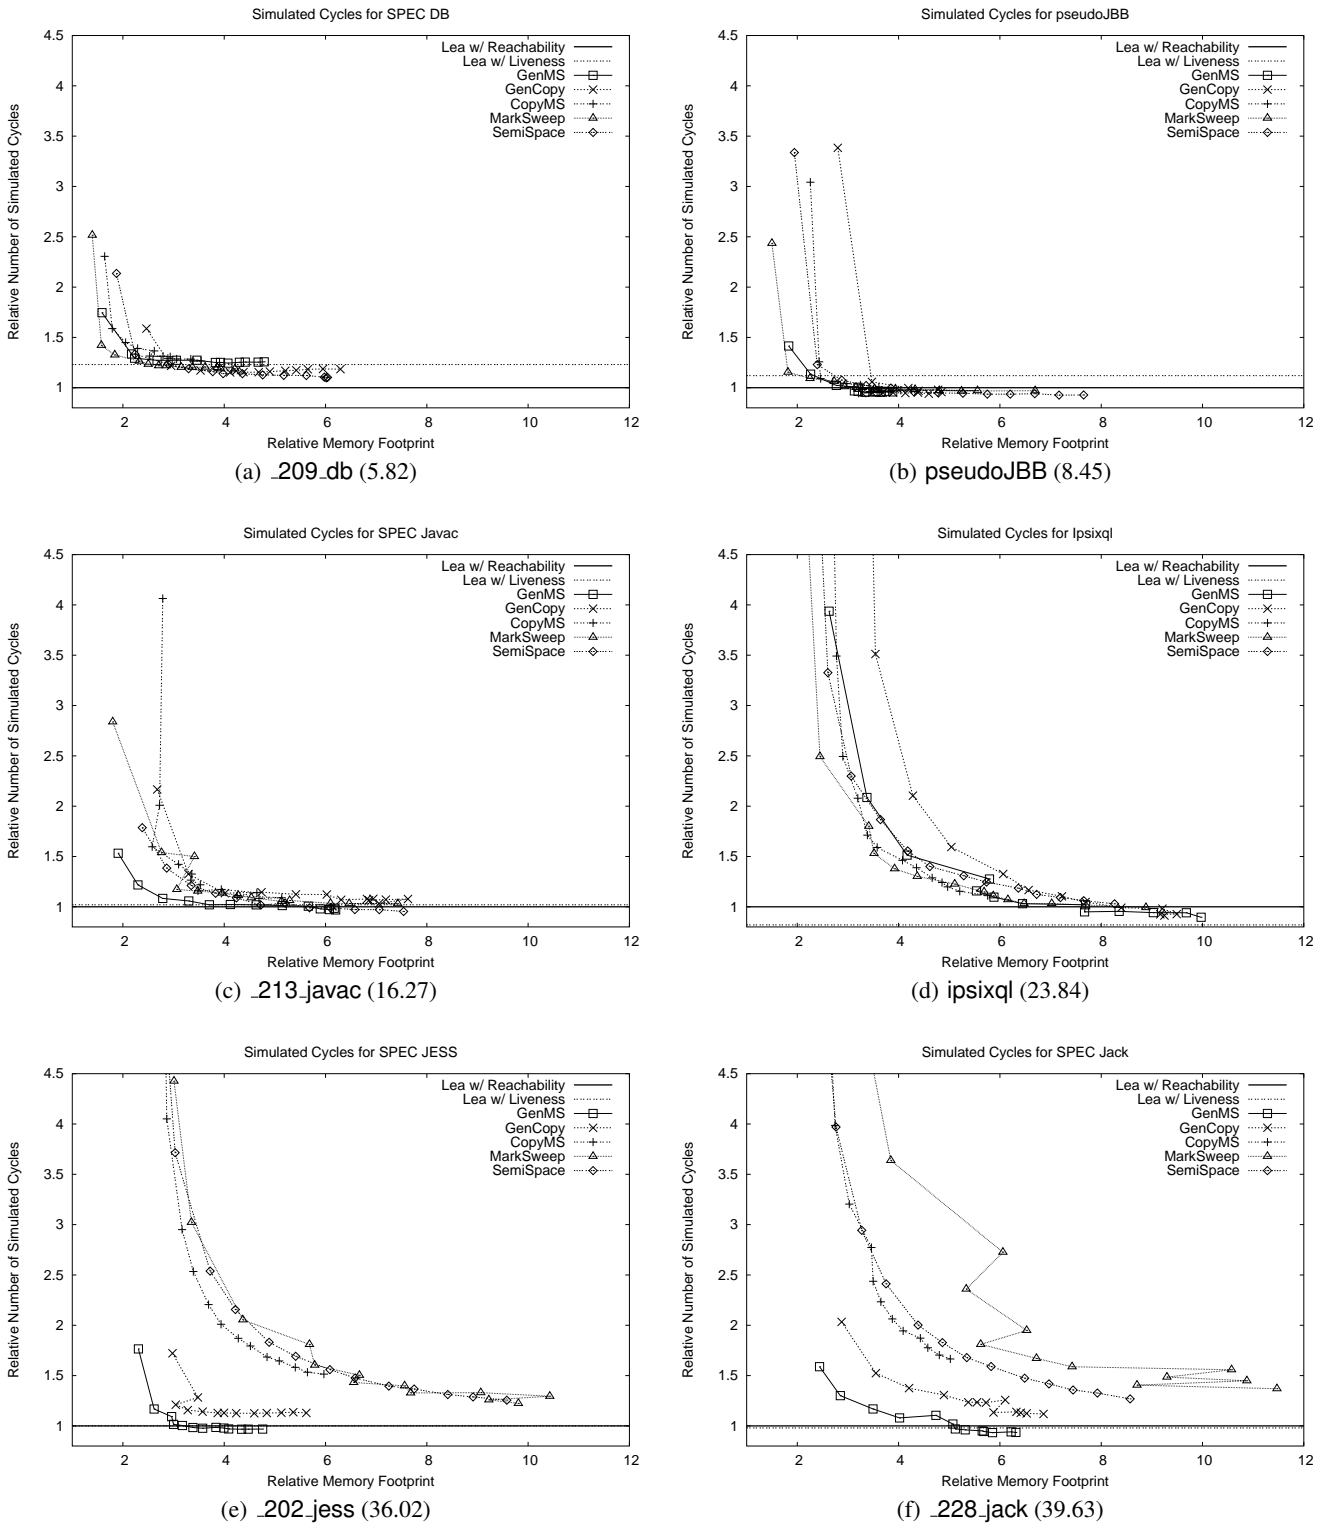 Simulated Cycles for SPEC DB
Relative Number of Simulated Cycles
4.5
4
3.5
3
2.5
2
1.5
1
Lea w/ Reachability
Lea w/ Liveness
GenMS
GenCopy
CopyMS
MarkSweep
SemiSpace
2 4 6 8 10 12
Relative Memory Footprint
(a) _209_db (5.82)
Simulated Cycles for pseudoJBB
Relative Number of Simulated Cycles
4.5
4
3.5
3
2.5
2
1.5
1
Lea w/ Reachability
Lea w/ Liveness
GenMS
GenCopy
CopyMS
MarkSweep
SemiSpace
2 4 6 8 10 12
Relative Memory Footprint
(b) pseudoJBB (8.45)
Simulated Cycles for SPEC Javac
Relative Number of Simulated Cycles
4.5
4
3.5
3
2.5
2
1.5
1
Lea w/ Reachability
Lea w/ Liveness
GenMS
GenCopy
CopyMS
MarkSweep
SemiSpace
2 4 6 8 10 12
Relative Memory Footprint
(c) _213_javac (16.27)
Simulated Cycles for Ipsixql
Relative Number of Simulated Cycles
4.5
4
3.5
3
2.5
2
1.5
1
Lea w/ Reachability
Lea w/ Liveness
GenMS
GenCopy
CopyMS
MarkSweep
SemiSpace
2 4 6 8 10 12
Relative Memory Footprint
(d) ipsixql (23.84)
Simulated Cycles for SPEC JESS
Relative Number of Simulated Cycles
4.5
4
3.5
3
2.5
2
1.5
1
Lea w/ Reachability
Lea w/ Liveness
GenMS
GenCopy
CopyMS
MarkSweep
SemiSpace
2 4 6 8 10 12
Relative Memory Footprint
(e) _202_jess (36.02)
Simulated Cycles for SPEC Jack
Relative Number of Simulated Cycles
4.5
4
3.5
3
2.5
2
1.5
1
Lea w/ Reachability
Lea w/ Liveness
GenMS
GenCopy
CopyMS
MarkSweep
SemiSpace
2 4 6 8 10 12
Relative Memory Footprint
(f) _228_jack (39.63)